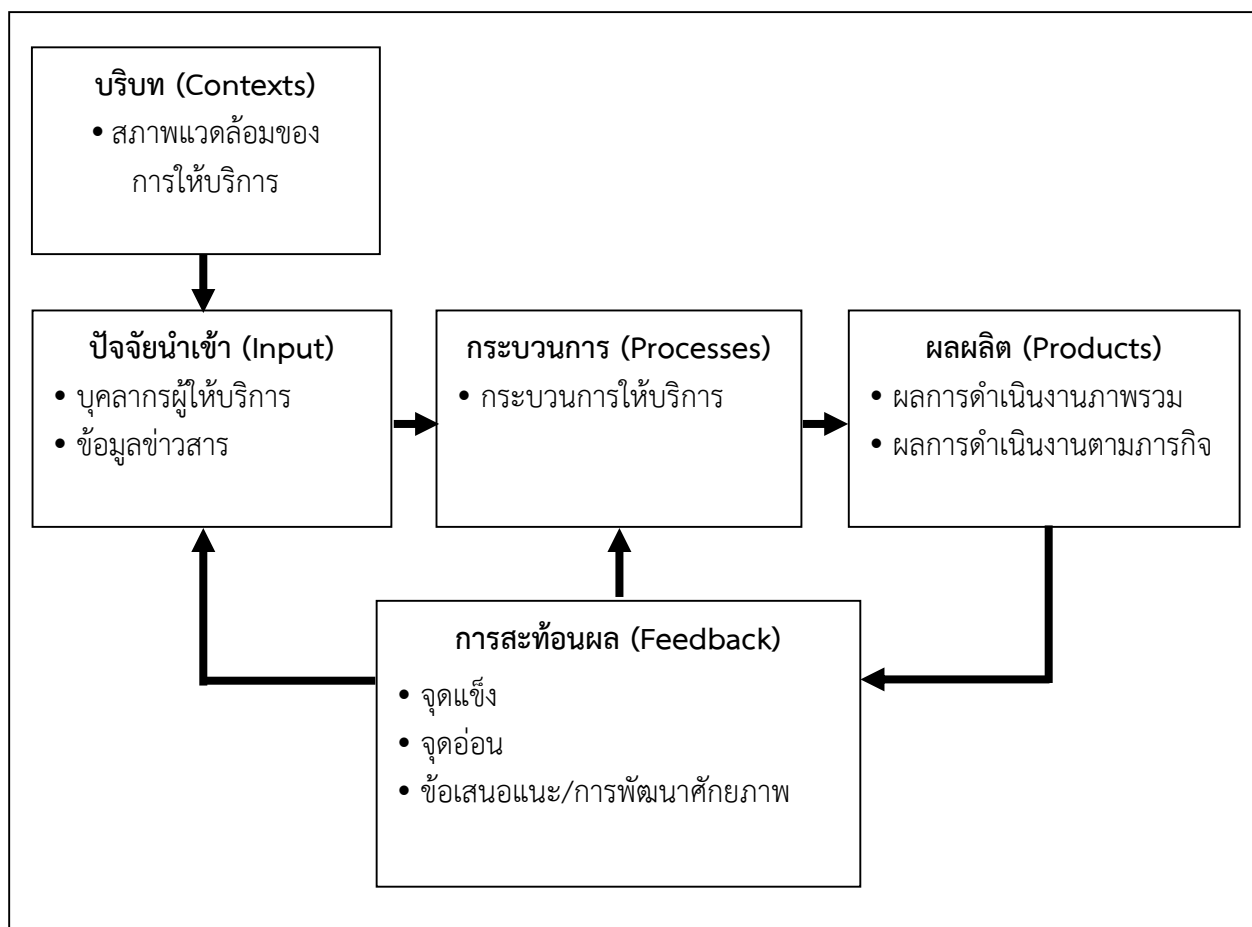 บริบท (Contexts)
• สภาพแวดล้อมของ
การให้บริการ
ปัจจัยนำเข้า (Input)
• บุคลากรผู้ให้บริการ
• ข้อมูลข่าวสาร
กระบวนการ (Processes)
• กระบวนการให้บริการ
ผลผลิต (Products)
• ผลการดำเนินงานภาพรวม
• ผลการดำเนินงานตามภารกิจ
การสะท้อนผล (Feedback)
• จุดแข็ง
• จุดอ่อน
• ข้อเสนอแนะ/การพัฒนาศักยภาพ